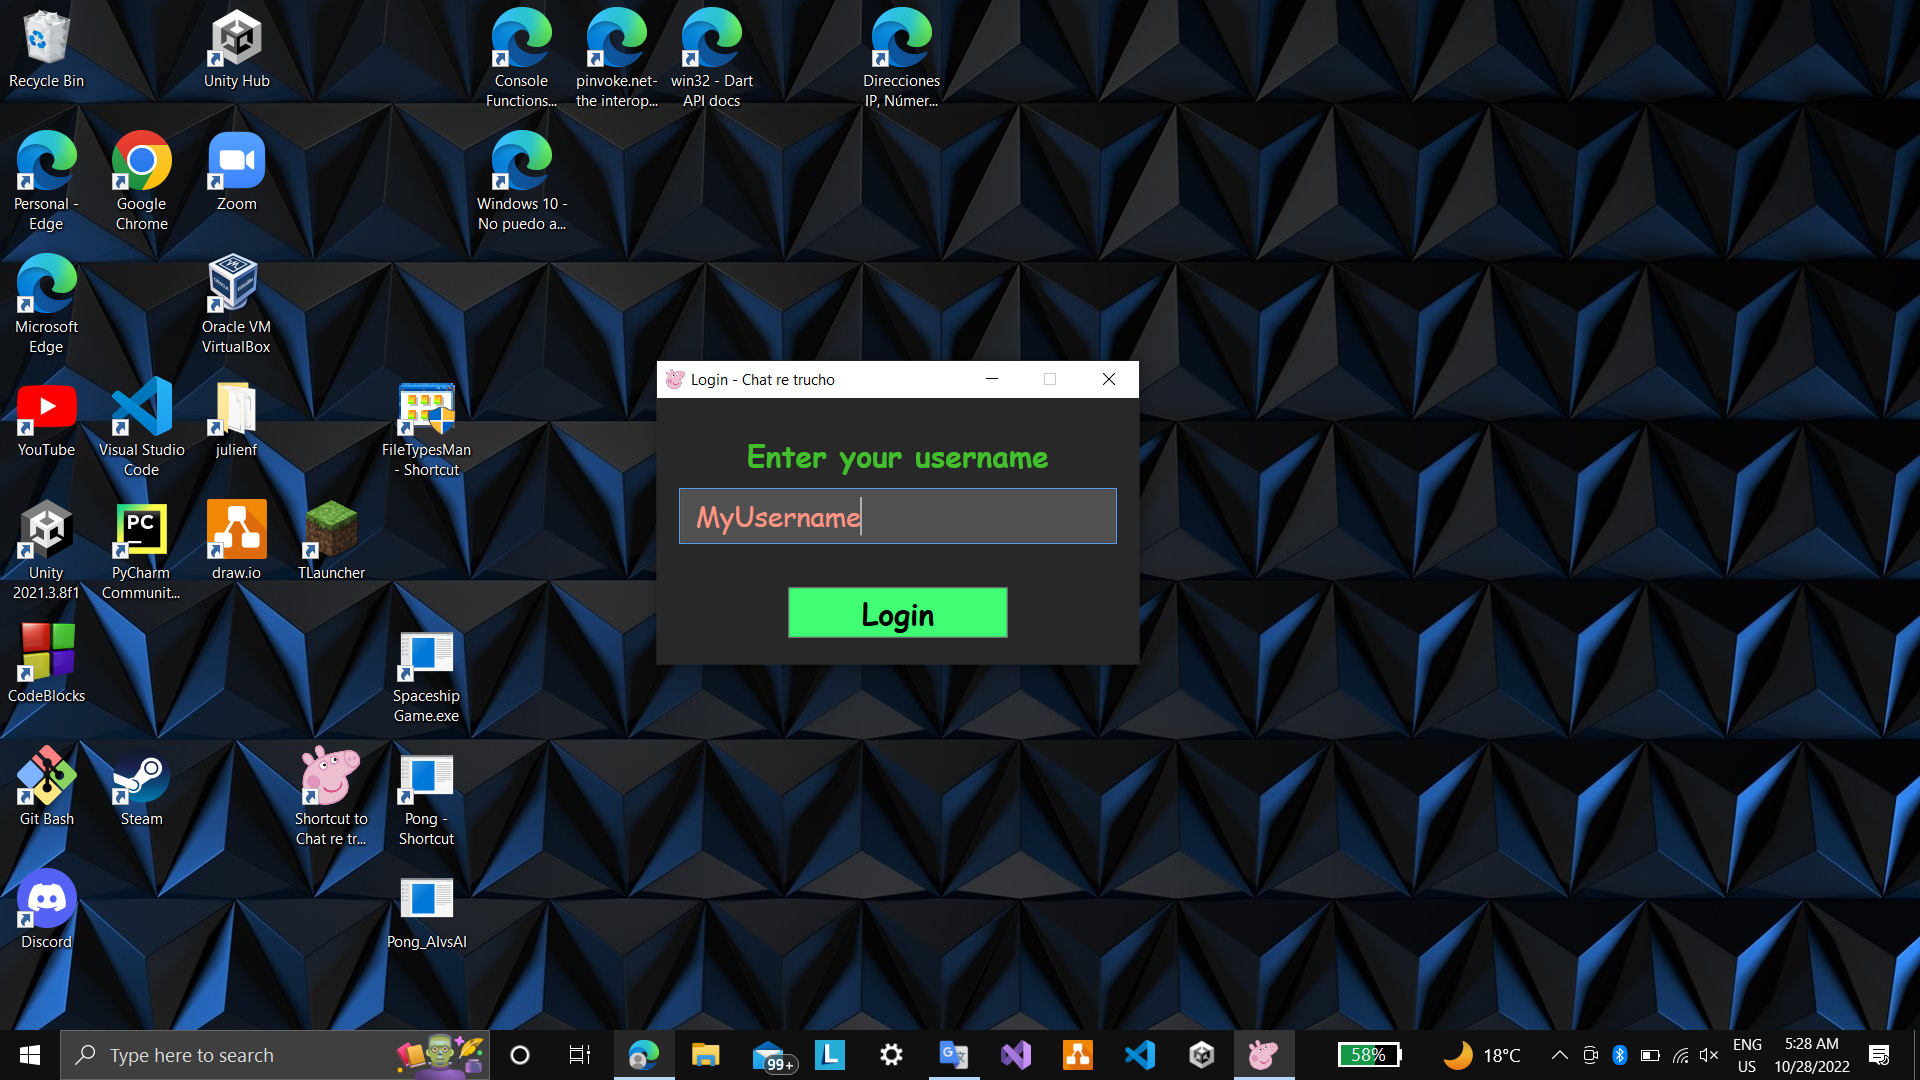 Recycle Bin
Unity Hub
Console
Functions...
pinvoke.net-
the interop...
win32 - Dart
API docs
Direcciones
IP, Númer...
Personal -
Edge
Google
Chrome
Zoom
Windows 10 -
No puedo a...
Microsoft
Edge
Oracle VM
VirtualBox
YouTube
Visual Studio
Code
julienf
FileTypesMan
- Shortcut
Login - Chat re trucho
Enter your username
MyUsername
Login
Unity
2021.3.8f1
PC
PyCharm
Communit...
draw.io
TLauncher
CodeBlocks
Spaceship
Game.exe
Git Bash
Steam
Shortcut to
Chat re tr...
Pong -
Shortcut
Discord
Pong_AIvsAI
Type here to search
99+
L
58%
18°C
ENG
US
5:28 AM
10/28/2022